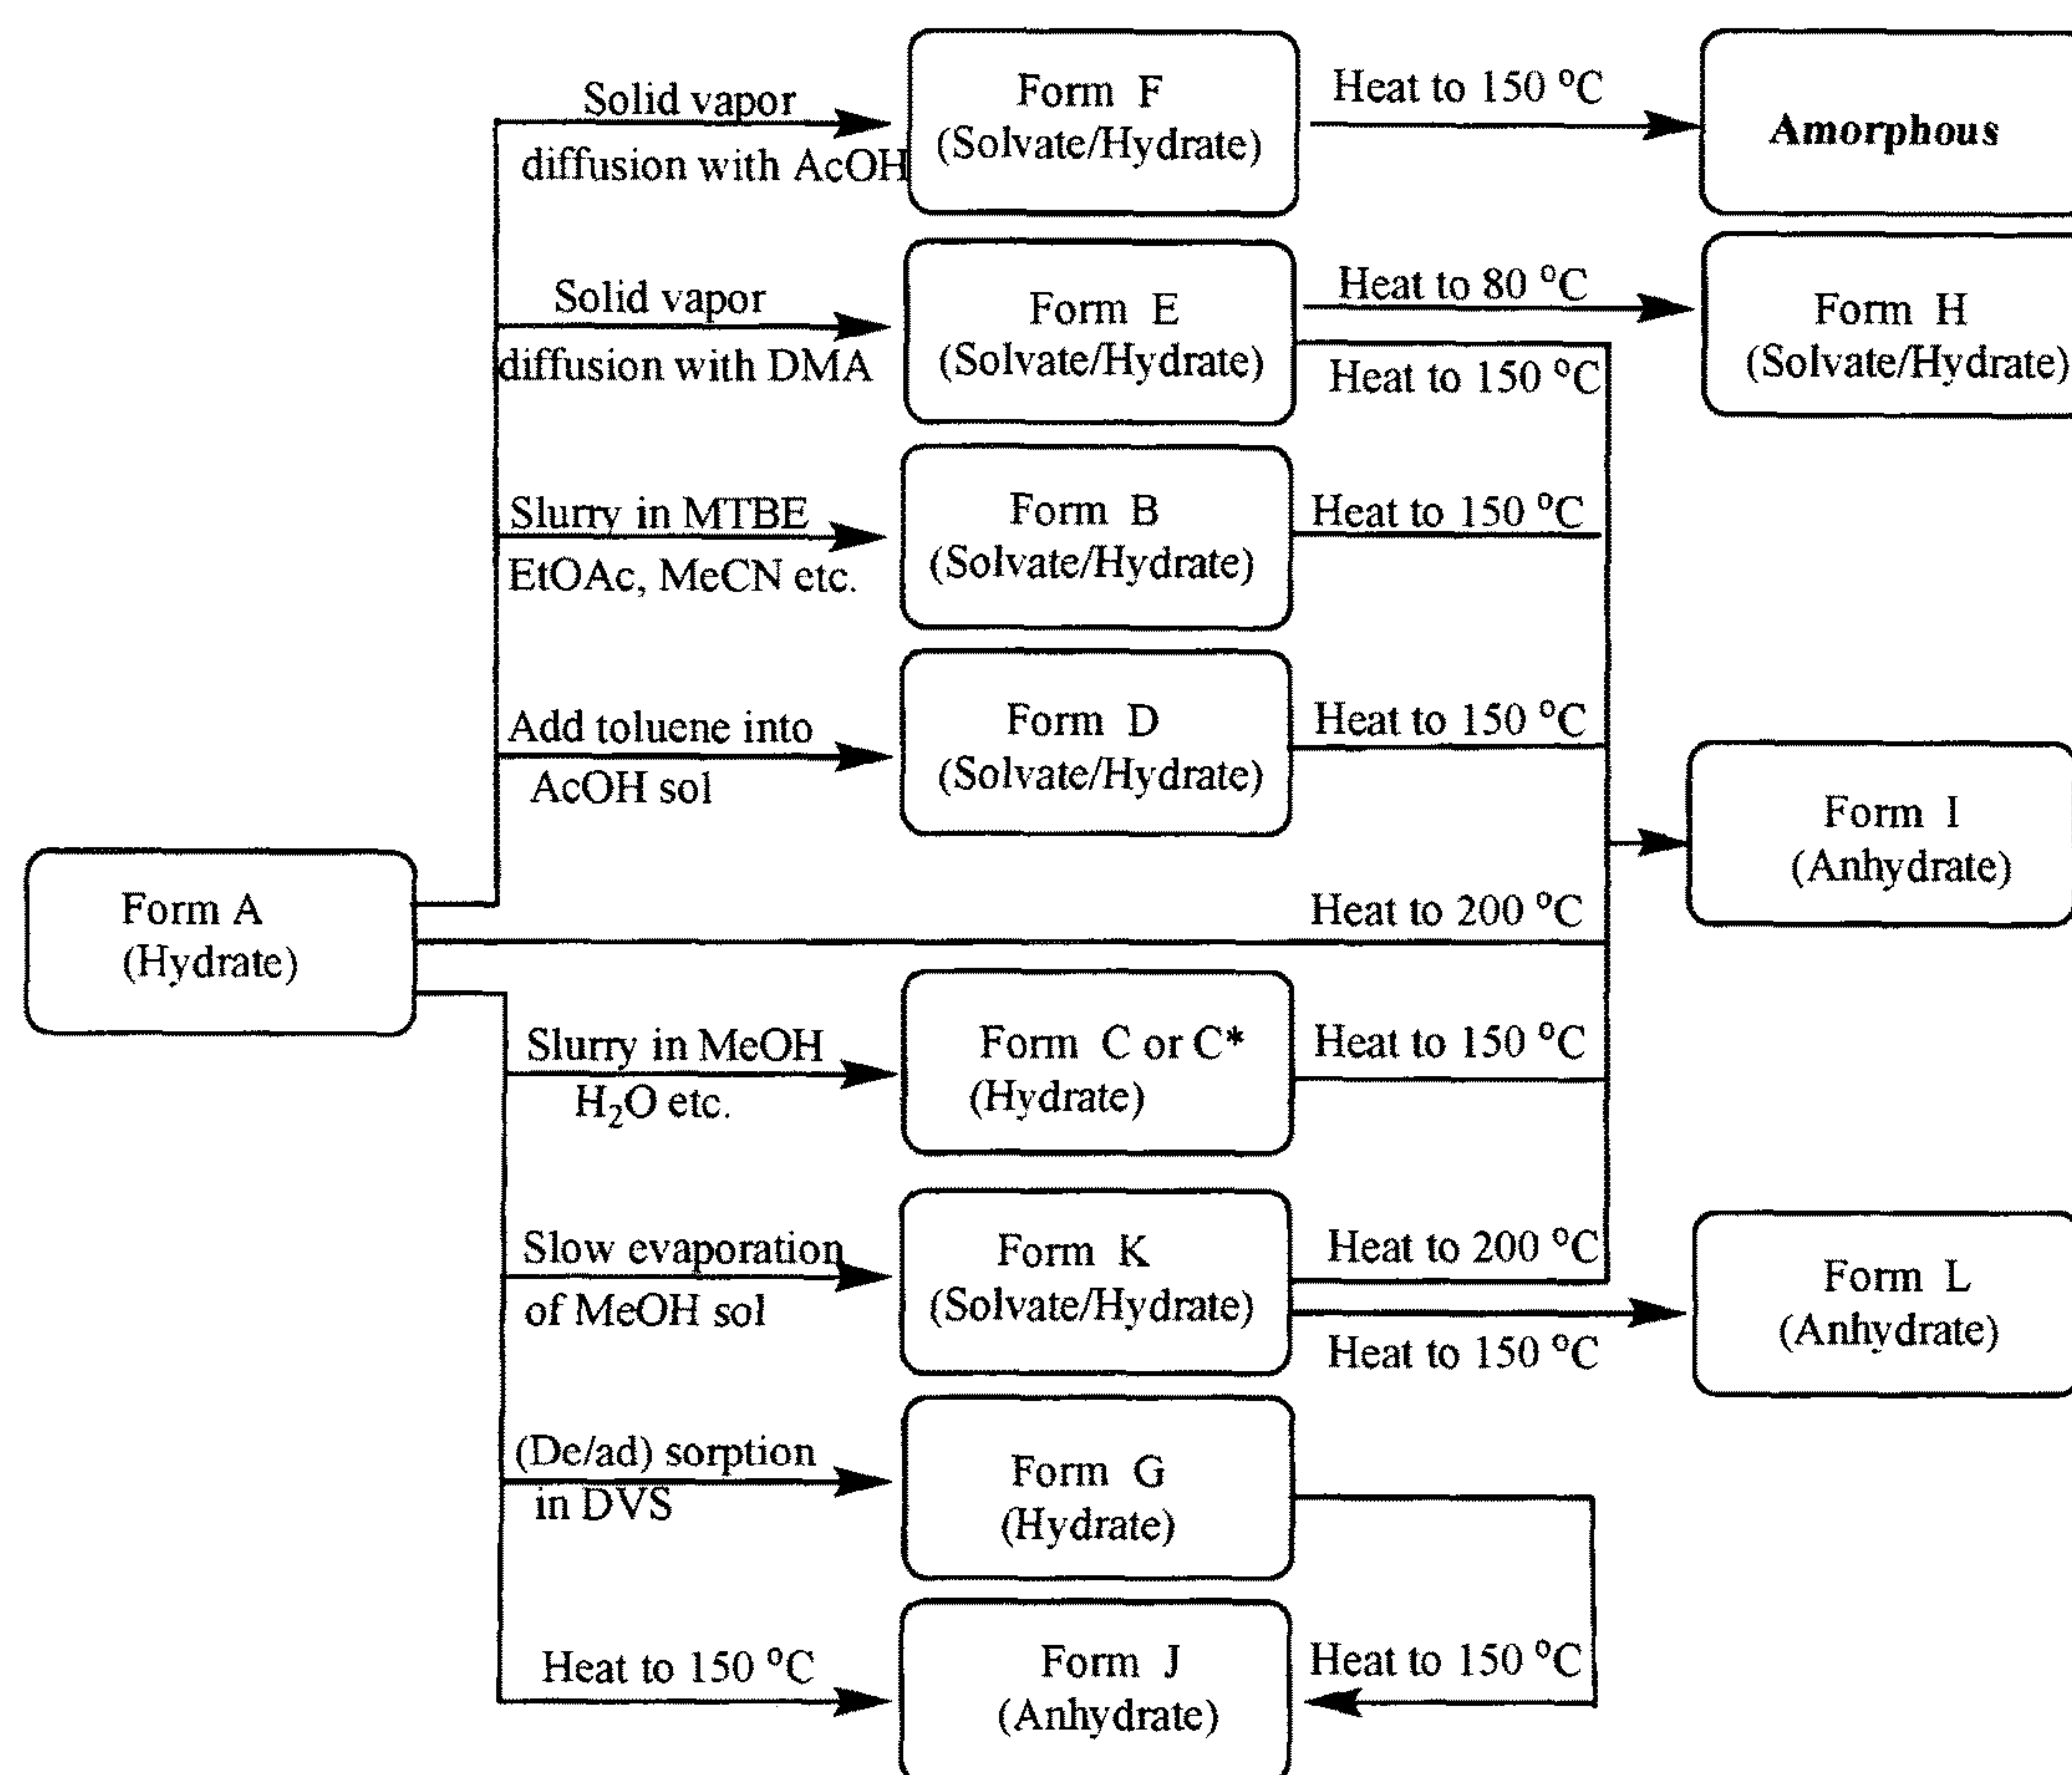 Solid vapor
diffusion with AcOH
Form F
(Solvate/Hydrate)
Heat to 150 °C
Amorphous
Solid vapor
diffusion with DMA
Form E
(Solvate/Hydrate)
Heat to 80 °C
Heat to 150 °C
Form H
(Solvate/Hydrate)
Slurry in MTBE
EtOAc, MeCN etc.
Form B
(Solvate/Hydrate)
Heat to 150 °C
Add toluene into
AcOH sol
Form D
(Solvate/Hydrate)
Heat to 150 °C
Form I
(Anhydrate)
Form A
(Hydrate)
Heat to 200 °C
Slurry in MeOH
H₂O etc.
Form C or C*
(Hydrate)
Heat to 150 °C
Slow evaporation
of MeOH sol
Form K
(Solvate/Hydrate)
Heat to 200 °C
Heat to 150 °C
Form L
(Anhydrate)
(De/ad) sorption
in DVS
Form G
(Hydrate)
Heat to 150 °C
Form J
(Anhydrate)
Heat to 150 °C